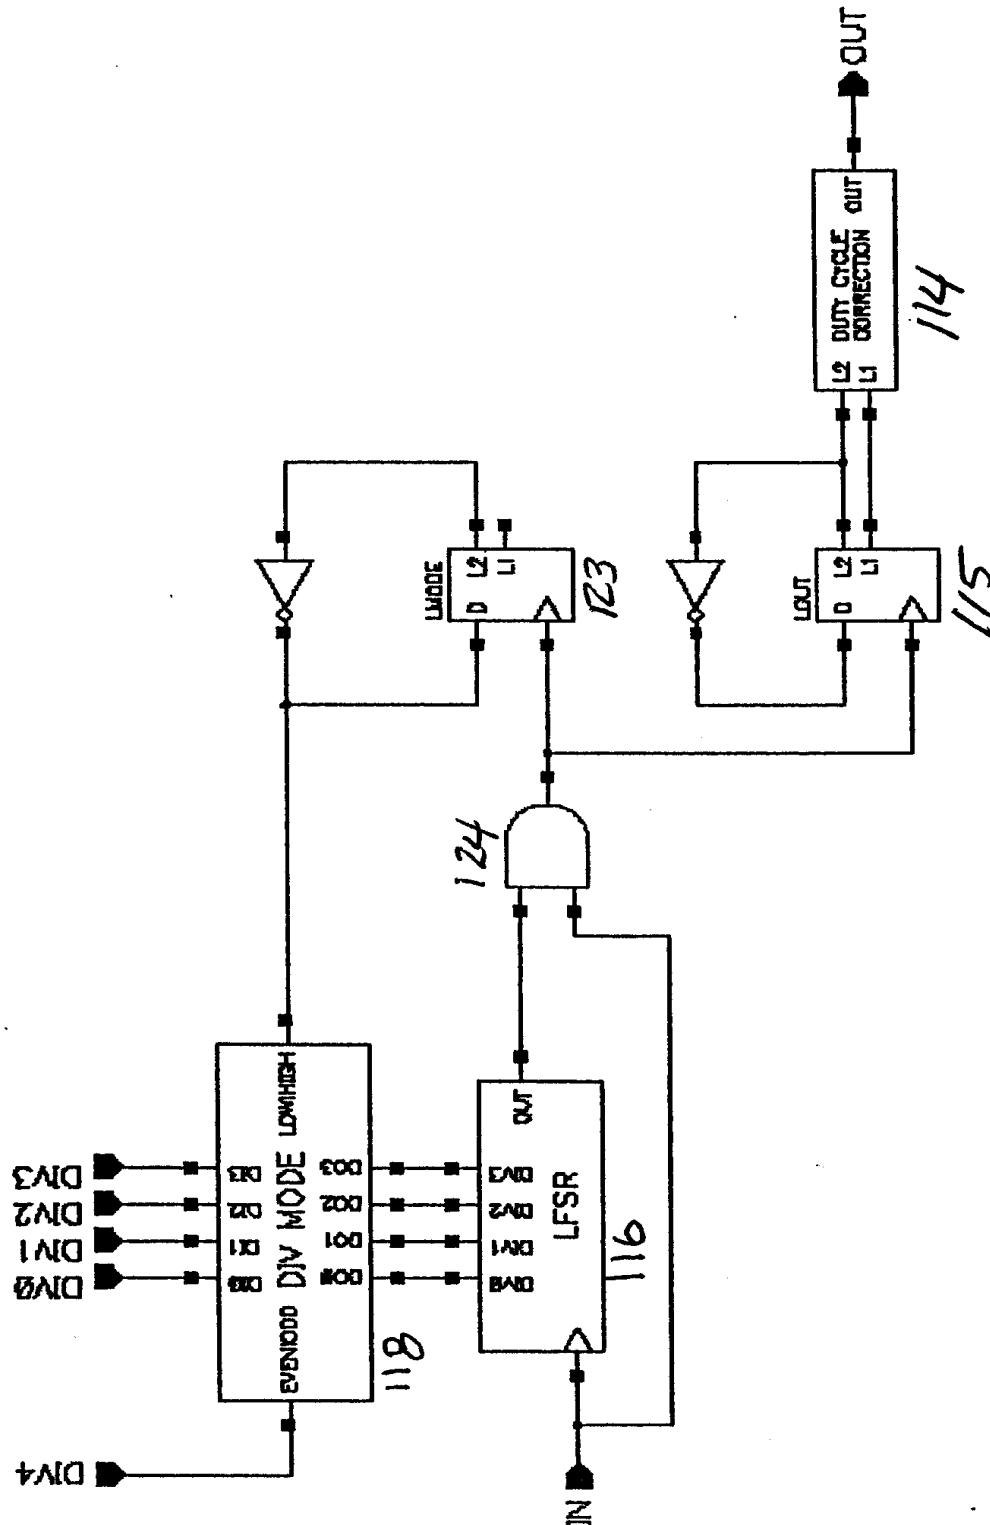 DIV4
DIV0
DIV1
DIV2
DIV3
EVEN1ODD
DIV MODE
LOW1HIGH
DI0
DI1
DI2
DI3
DO0
DO1
DO2
DO3
118
IN
LFSR
DIV0
DIV1
DIV2
DIV3
OUT
116
124
LMODE
D
L2
L1
123
LOUT
D
L2
L1
115
L2
L1
DUTY CYCLE
CORRECTION
OUT
114
OUT